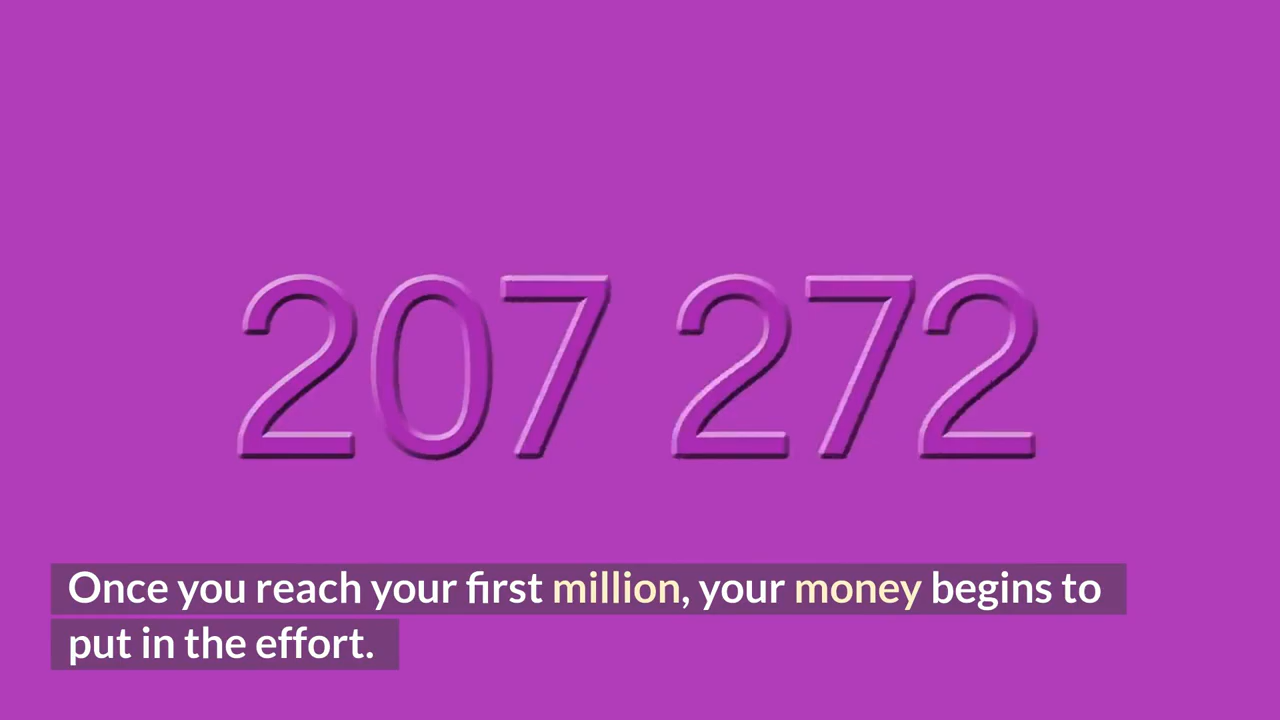 207 272
Once you reach your first million, your money begins to
put in the effort.